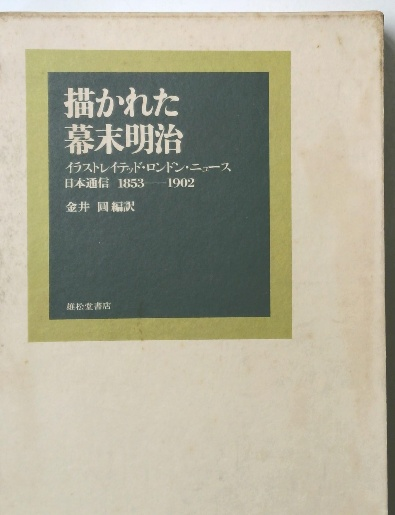 描かれた
幕末明治
イラストレイテッド・ロンドン・ニュース
日本通信 1853——1902
金井 圓 編訳
雄松堂書店